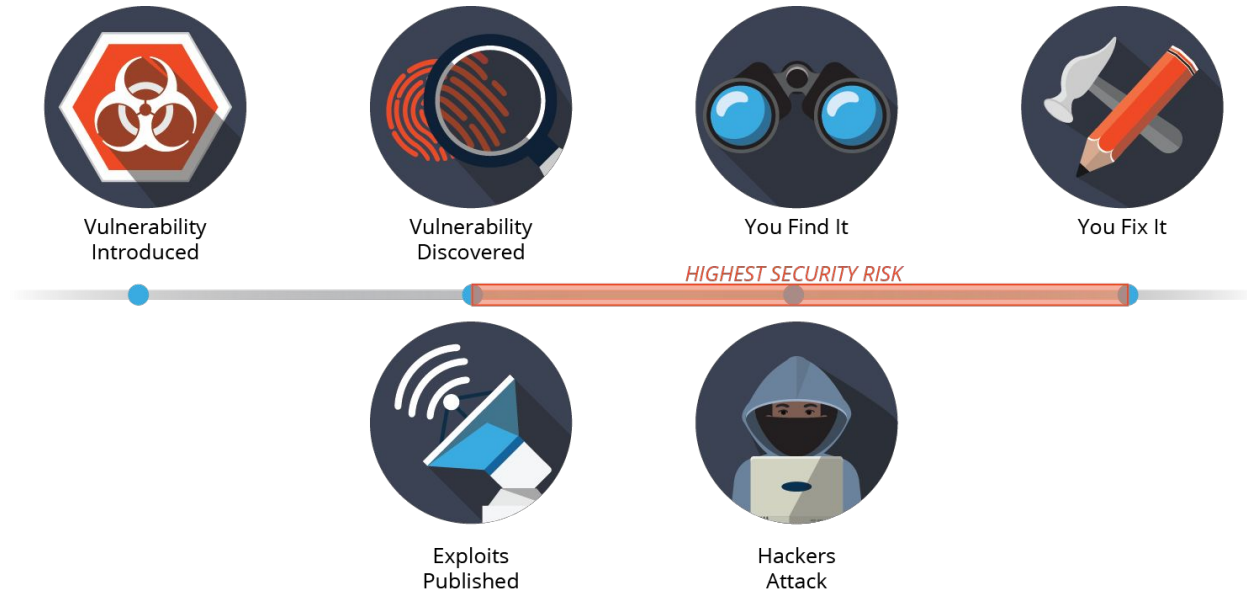 Vulnerability
Introduced
Vulnerability
Discovered
You Find It
You Fix It
HIGHEST SECURITY RISK
Exploits
Published
Hackers
Attack